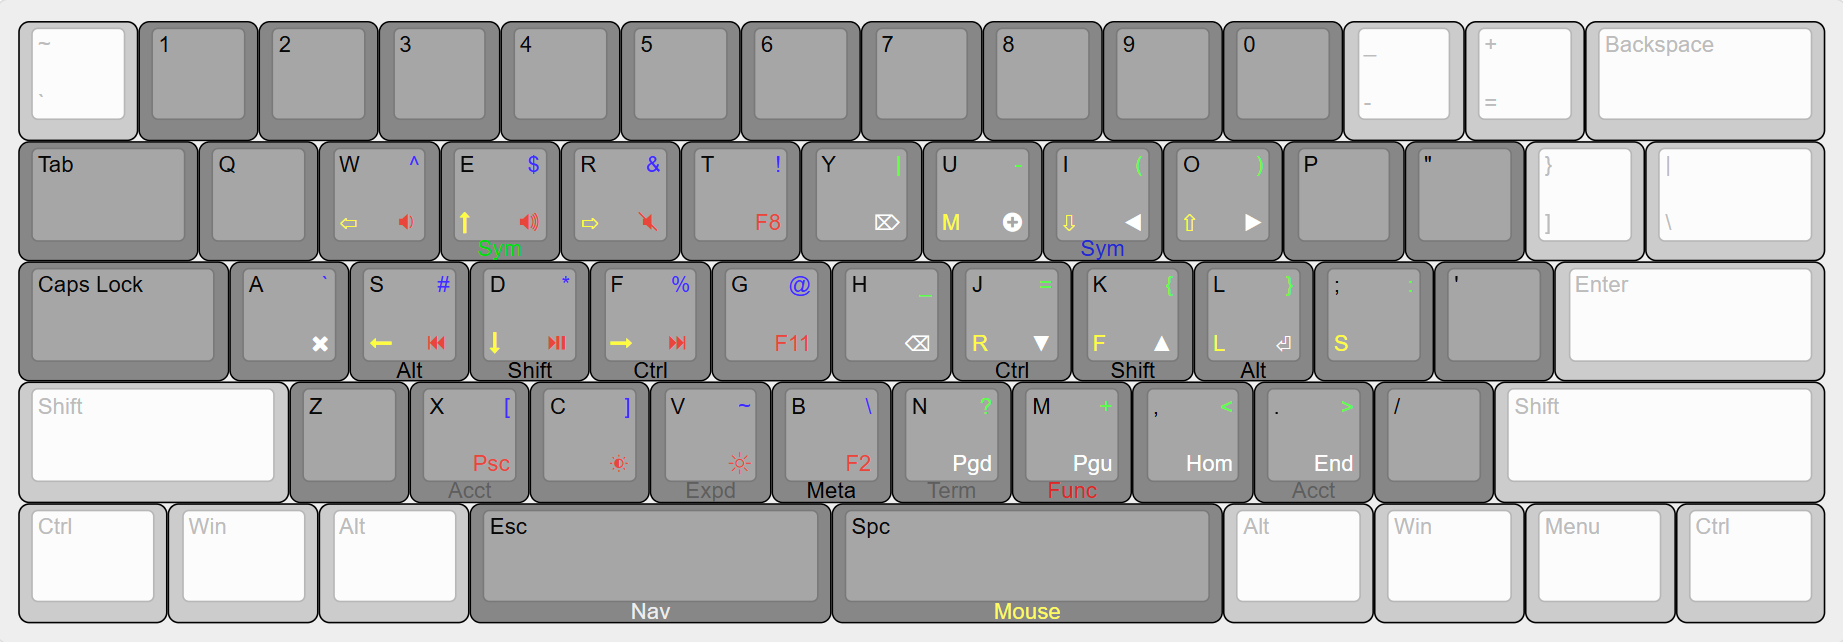 ~ 1 2 3 4 5 6 7 8 9 0 _ + Backspace
` - =
Tab Q W ^ E $ R & T ! Y | U - I ( O ) P " } |
⇦ ⬆ ⇨ F8 ⌦ M ⇩ ◀ ⇧ ▶ ] \
Sym Sym
Caps Lock A ` S # D * F % G @ H _ J = K { L } ; : ' Enter
✖ ← ⏮ ↓ ⏯ → ⏭ F11 ⌫ R ▼ F ▲ L ⏎ S
Alt Shift Ctrl Ctrl Shift Alt
Shift Z X [ C ] V ~ B \ N ? M + , < . > / Shift
Psc F2 Pgd Pgu Hom End
Acct Expd Meta Term Func Acct
Ctrl Win Alt Esc Spc Alt Win Menu Ctrl
Nav Mouse